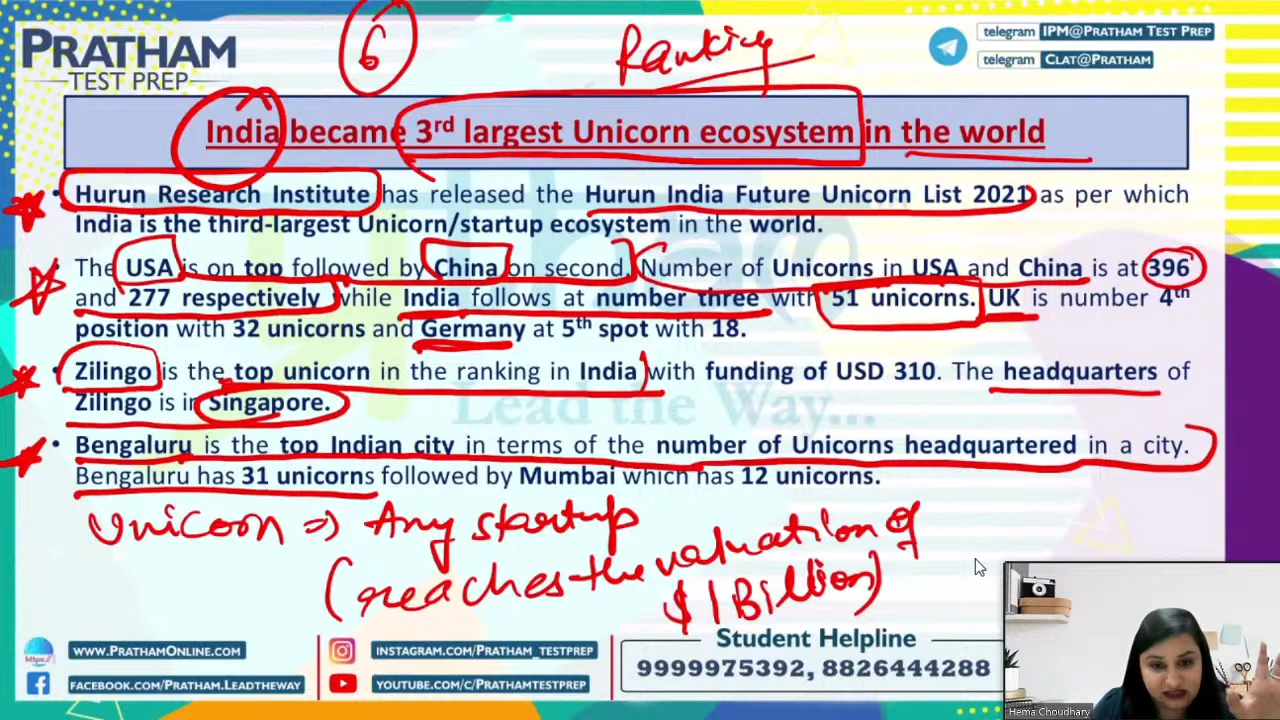 PRATHAM
TEST PREP
6
Ranking
telegram IPM@PRATHAM TEST PREP
telegram CLAT@PRATHAM
India became 3rd largest Unicorn ecosystem in the world
• Hurun Research Institute has released the Hurun India Future Unicorn List 2021 as per which
India is the third-largest Unicorn/startup ecosystem in the world.
The USA is on top followed by China on second. Number of Unicorns in USA and China is at 396
and 277 respectively while India follows at number three with 51 unicorns. UK is number 4th
position with 32 unicorns and Germany at 5th spot with 18.
• Zilingo is the top unicorn in the ranking in India with funding of USD 310. The headquarters of
Zilingo is in Singapore.
• Bengaluru is the top Indian city in terms of the number of Unicorns headquartered in a city.
Bengaluru has 31 unicorns followed by Mumbai which has 12 unicorns.
Lead the Way...
Unicorn => Any startup
(reaches the valuation of
$1 Billion)
https://
WWW.PRATHAMONLINE.COM
FACEBOOK.COM/PRATHAM.LEADTHEWAY
INSTAGRAM.COM/PRATHAM_TESTPREP
YOUTUBE.COM/C/PRATHAMTESTPREP
Student Helpline
9999975392, 8826444288
Hema Choudhary